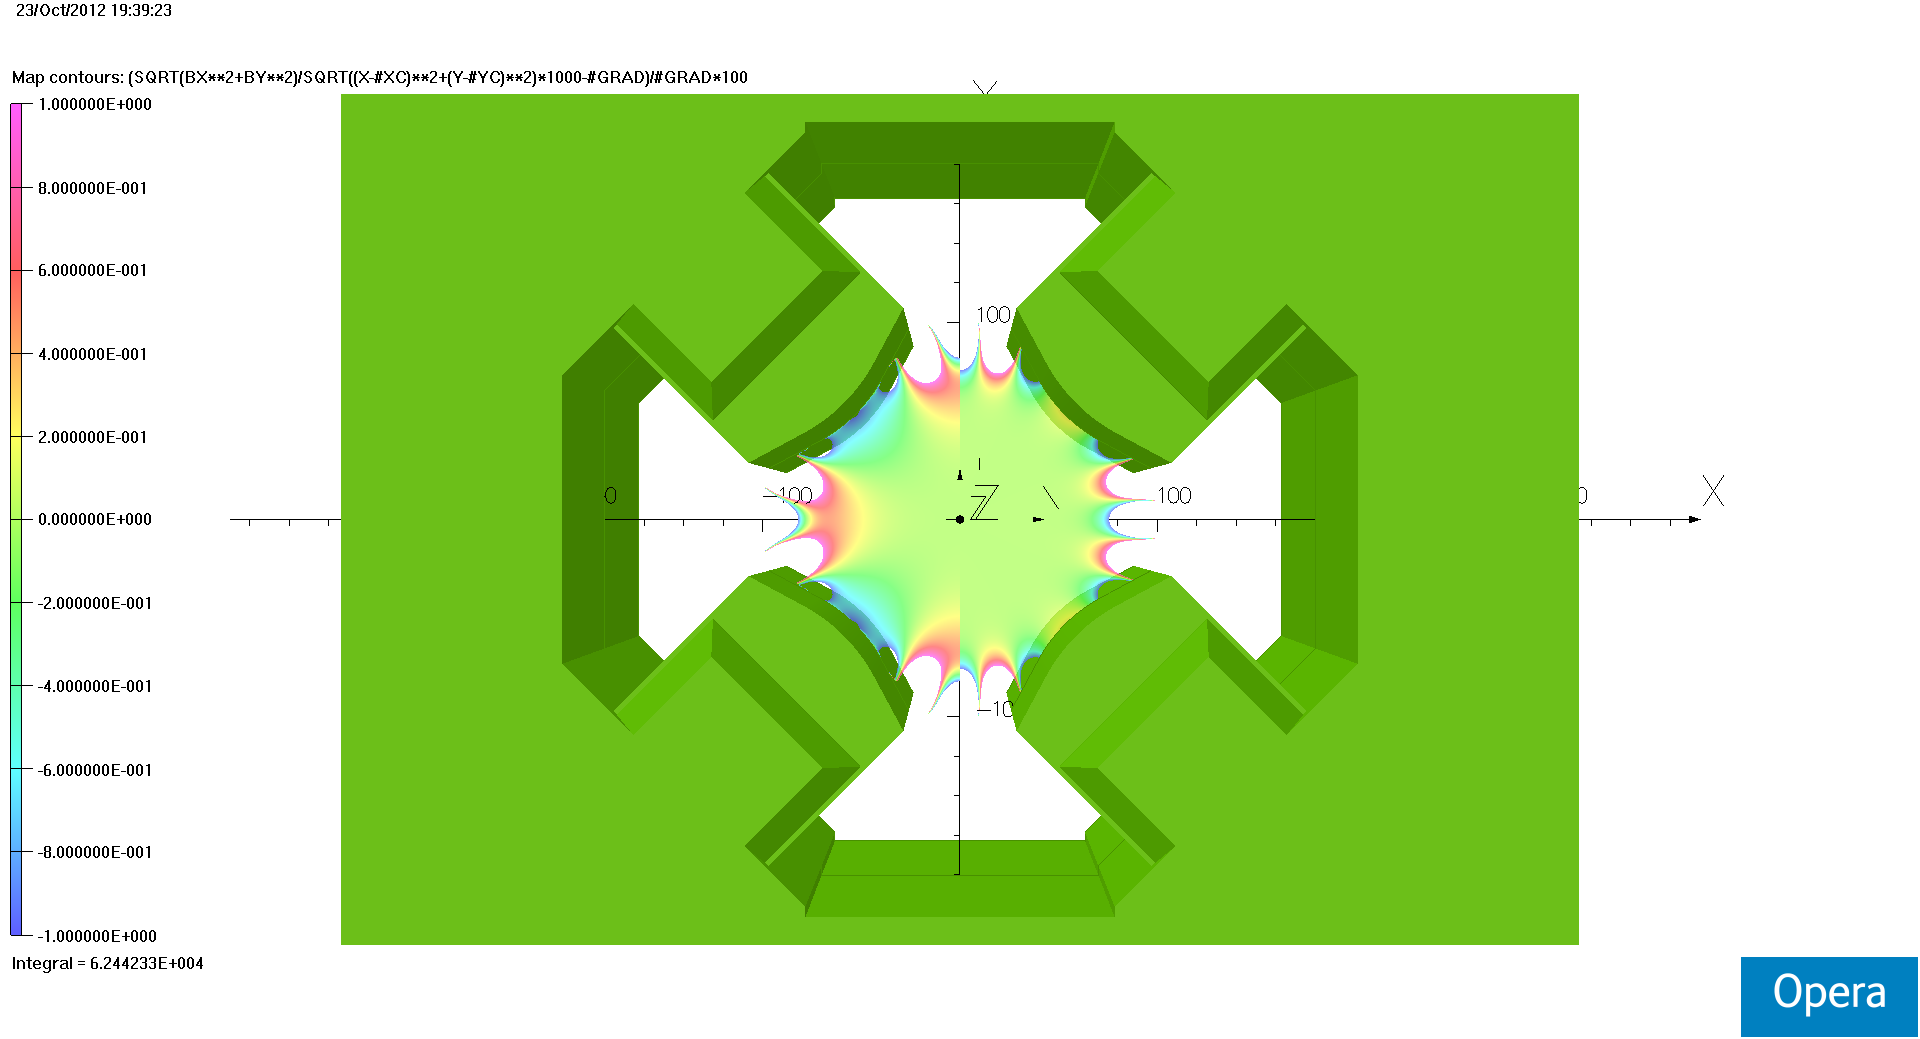 23/Oct/2012 19:39:23
Map contours: (SQRT(BX**2+BY**2)/SQRT((X-#XC)**2+(Y-#YC)**2)*1000-#GRAD)/#GRAD*100
1.000000E+000
8.000000E-001
6.000000E-001
4.000000E-001
2.000000E-001
0.000000E+000
-2.000000E-001
-4.000000E-001
-6.000000E-001
-8.000000E-001
-1.000000E+000
Integral = 6.244233E+004
Y
100
0
-100
Z
100
0
X
-10
Opera